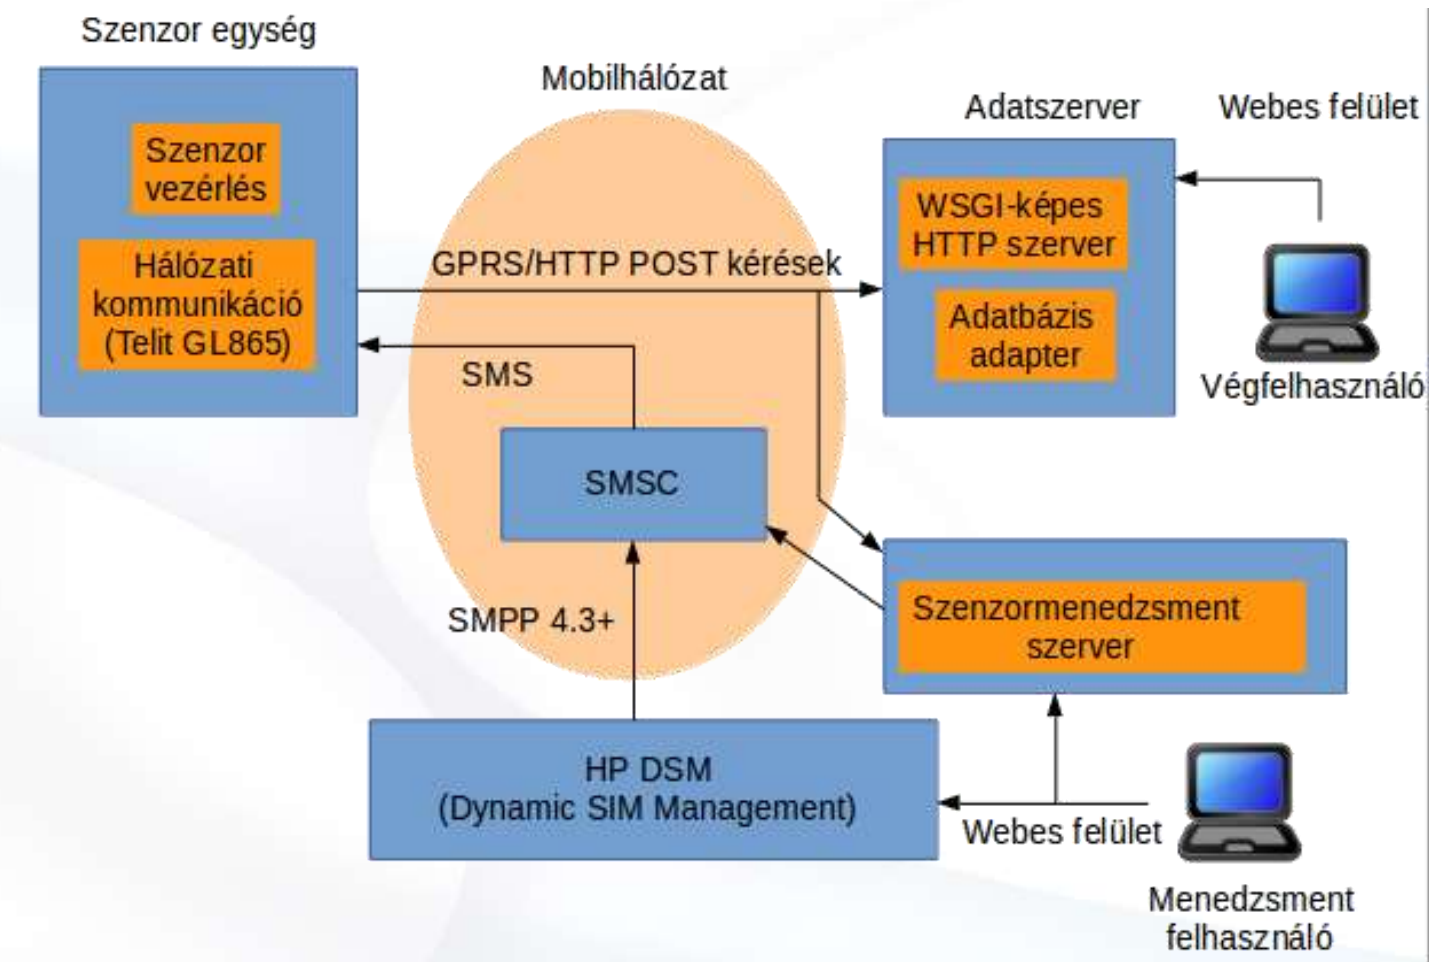 Szenzor egység
Mobilhálózat
Adatszerver
Webes felület
Szenzor
vezérlés
WSGI-képes
HTTP szerver
Hálózati
kommunikáció
(Telit GL865)
GPRS/HTTP POST kérések
Adatbázis
adapter
SMS
Végfelhasználó
SMSC
SMPP 4.3+
Szenzormenedzsment
szerver
HP DSM
(Dynamic SIM Management)
Webes felület
Menedzsment
felhasználó